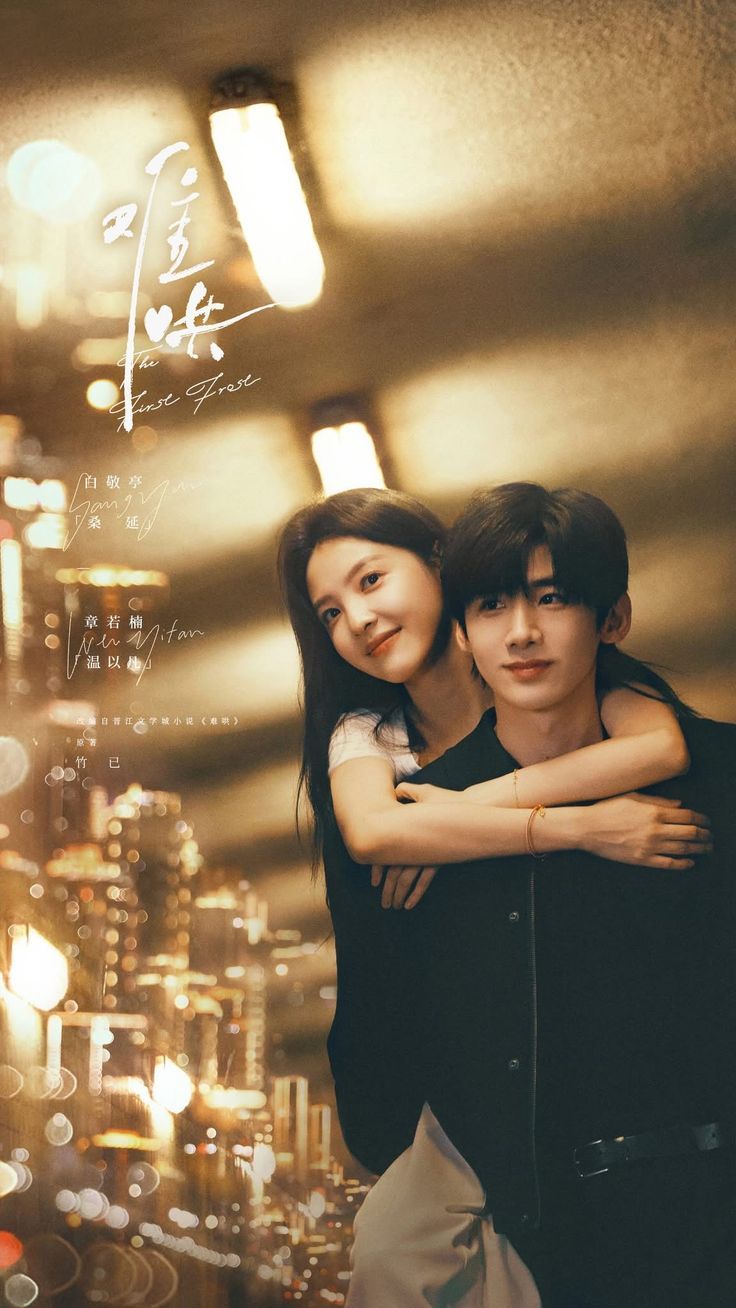 难哄
The
First Frost
白敬亭
Sang Yan
「桑延」
章若楠
Wen Yifan
「温以凡」
改编自晋江文学城小说《难哄》
原著
竹已